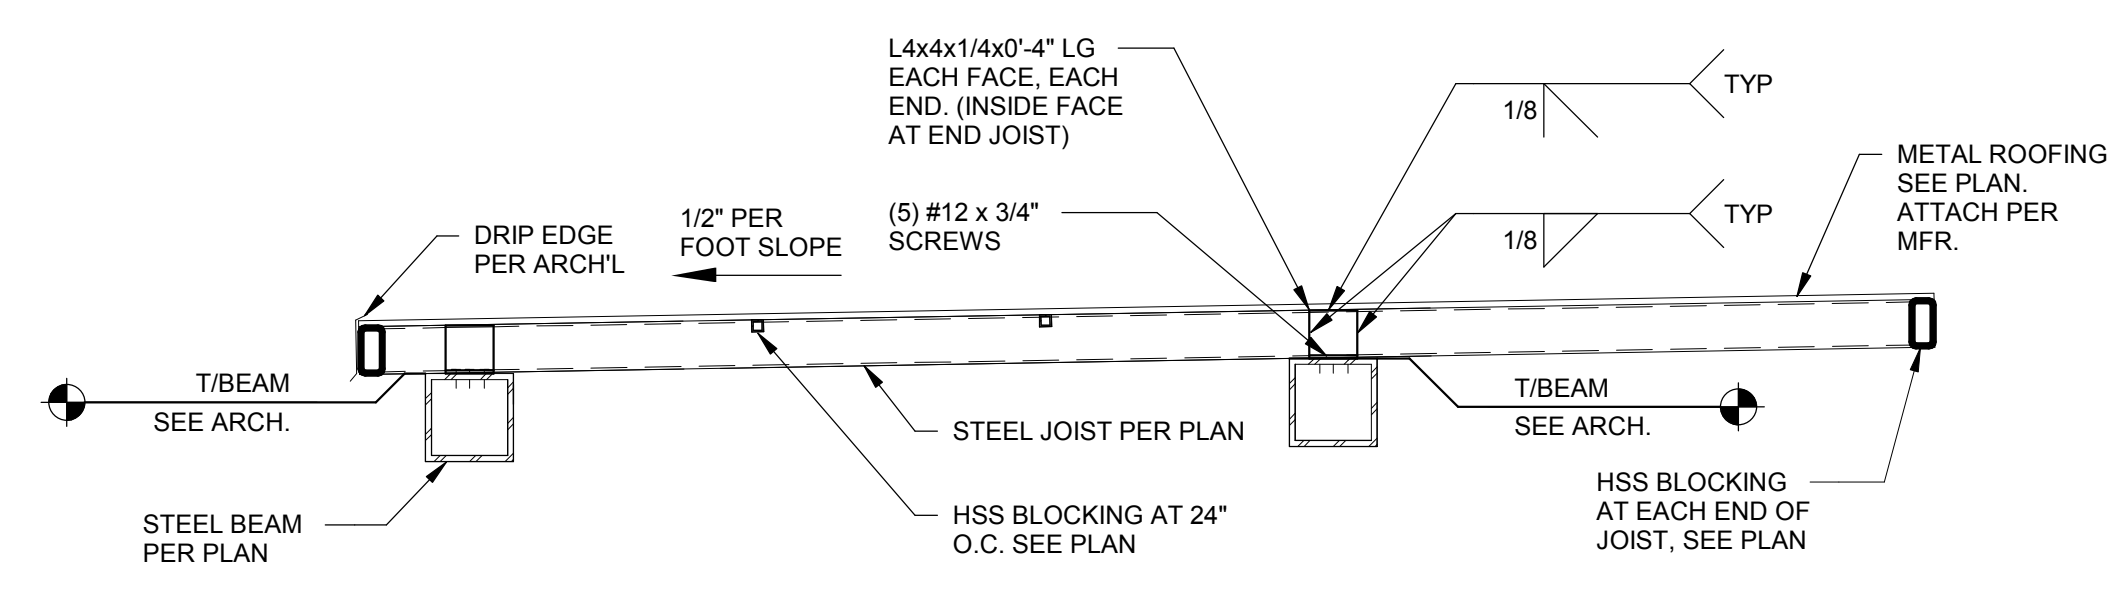 L4x4x1/4x0'-4" LG
EACH FACE, EACH
END. (INSIDE FACE
AT END JOIST)
1/8
TYP
METAL ROOFING
SEE PLAN.
ATTACH PER
MFR.
(5) #12 x 3/4"
SCREWS
1/8
TYP
1/2" PER
FOOT SLOPE
DRIP EDGE
PER ARCH'L
T/BEAM
SEE ARCH.
T/BEAM
SEE ARCH.
STEEL JOIST PER PLAN
HSS BLOCKING
AT EACH END OF
JOIST, SEE PLAN
HSS BLOCKING AT 24"
O.C. SEE PLAN
STEEL BEAM
PER PLAN